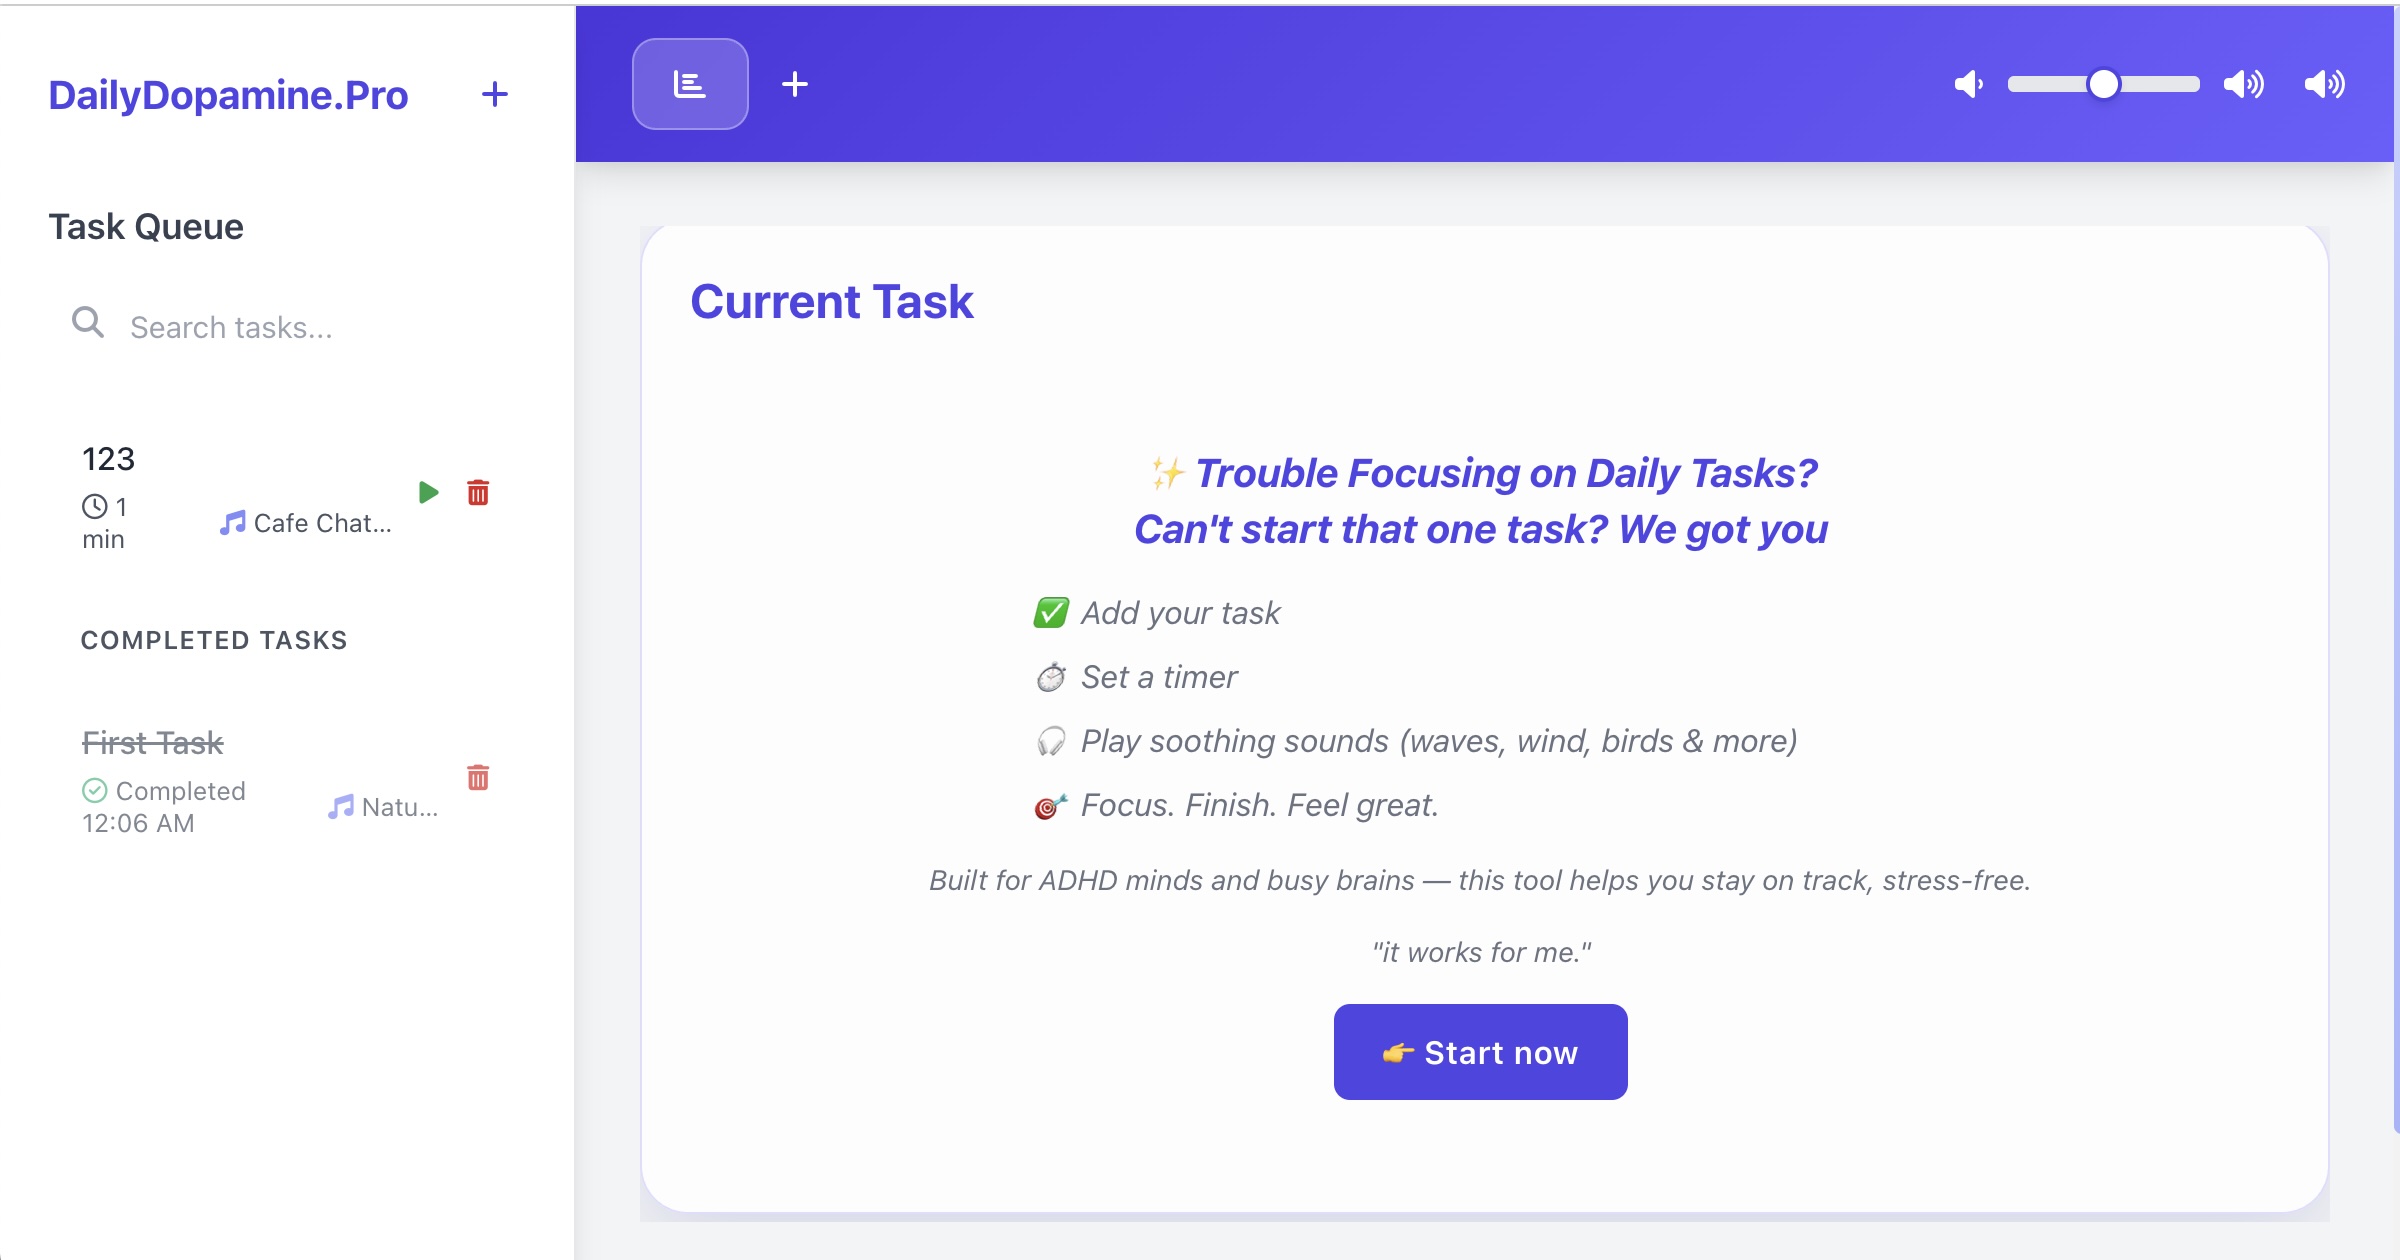 DailyDopamine.Pro
Task Queue
Search tasks...
123
1
min
Cafe Chat...
COMPLETED TASKS
First Task
Completed
12:06 AM
Natu...
Current Task
✨ Trouble Focusing on Daily Tasks?
Can't start that one task? We got you
✅ Add your task
⏱️ Set a timer
🎧 Play soothing sounds (waves, wind, birds & more)
🎯 Focus. Finish. Feel great.
Built for ADHD minds and busy brains — this tool helps you stay on track, stress-free.
"it works for me."
👉 Start now